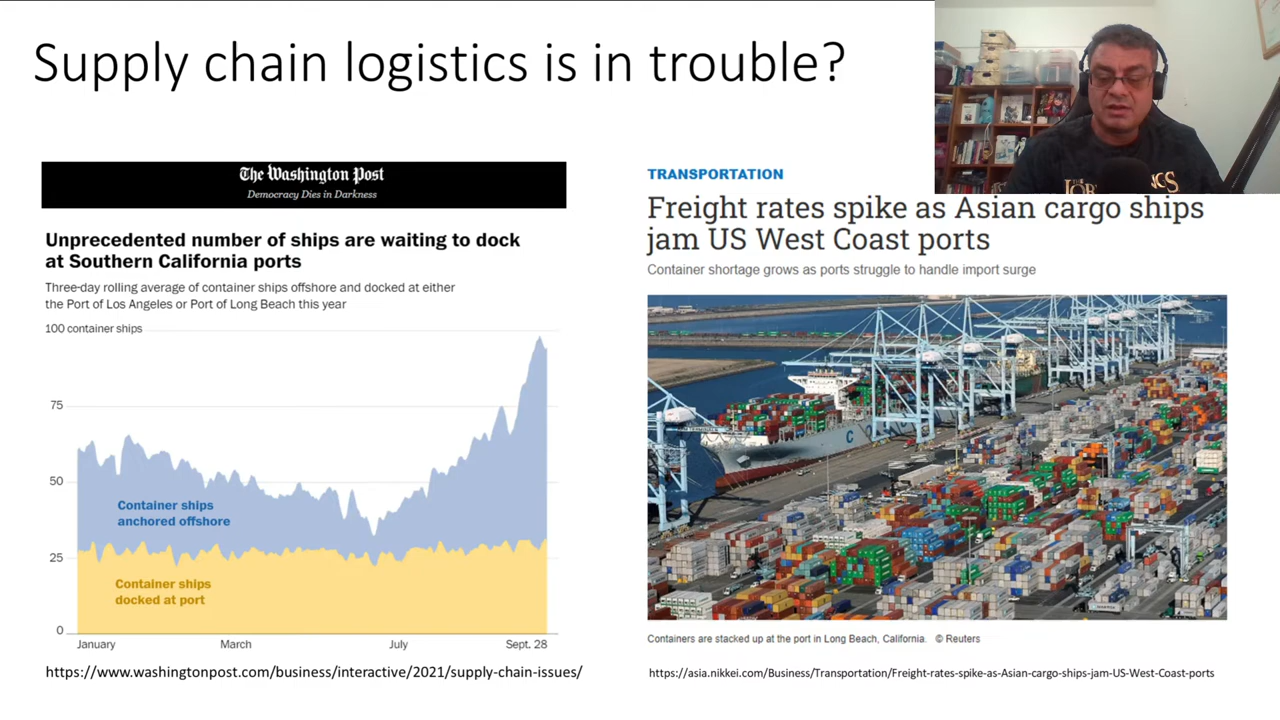 Supply chain logistics is in trouble?
The Washington Post
Democracy Dies in Darkness
Unprecedented number of ships are waiting to dock
at Southern California ports
Three-day rolling average of container ships offshore and docked at either
the Port of Los Angeles or Port of Long Beach this year
100 container ships
75
50
25
0
Container ships
anchored offshore
Container ships
docked at port
January March July Sept. 28
https://www.washingtonpost.com/business/interactive/2021/supply-chain-issues/
TRANSPORTATION
Freight rates spike as Asian cargo ships
jam US West Coast ports
Container shortage grows as ports struggle to handle import surge
C
Containers are stacked up at the port in Long Beach, California. © Reuters
https://asia.nikkei.com/Business/Transportation/Freight-rates-spike-as-Asian-cargo-ships-jam-US-West-Coast-ports
THE